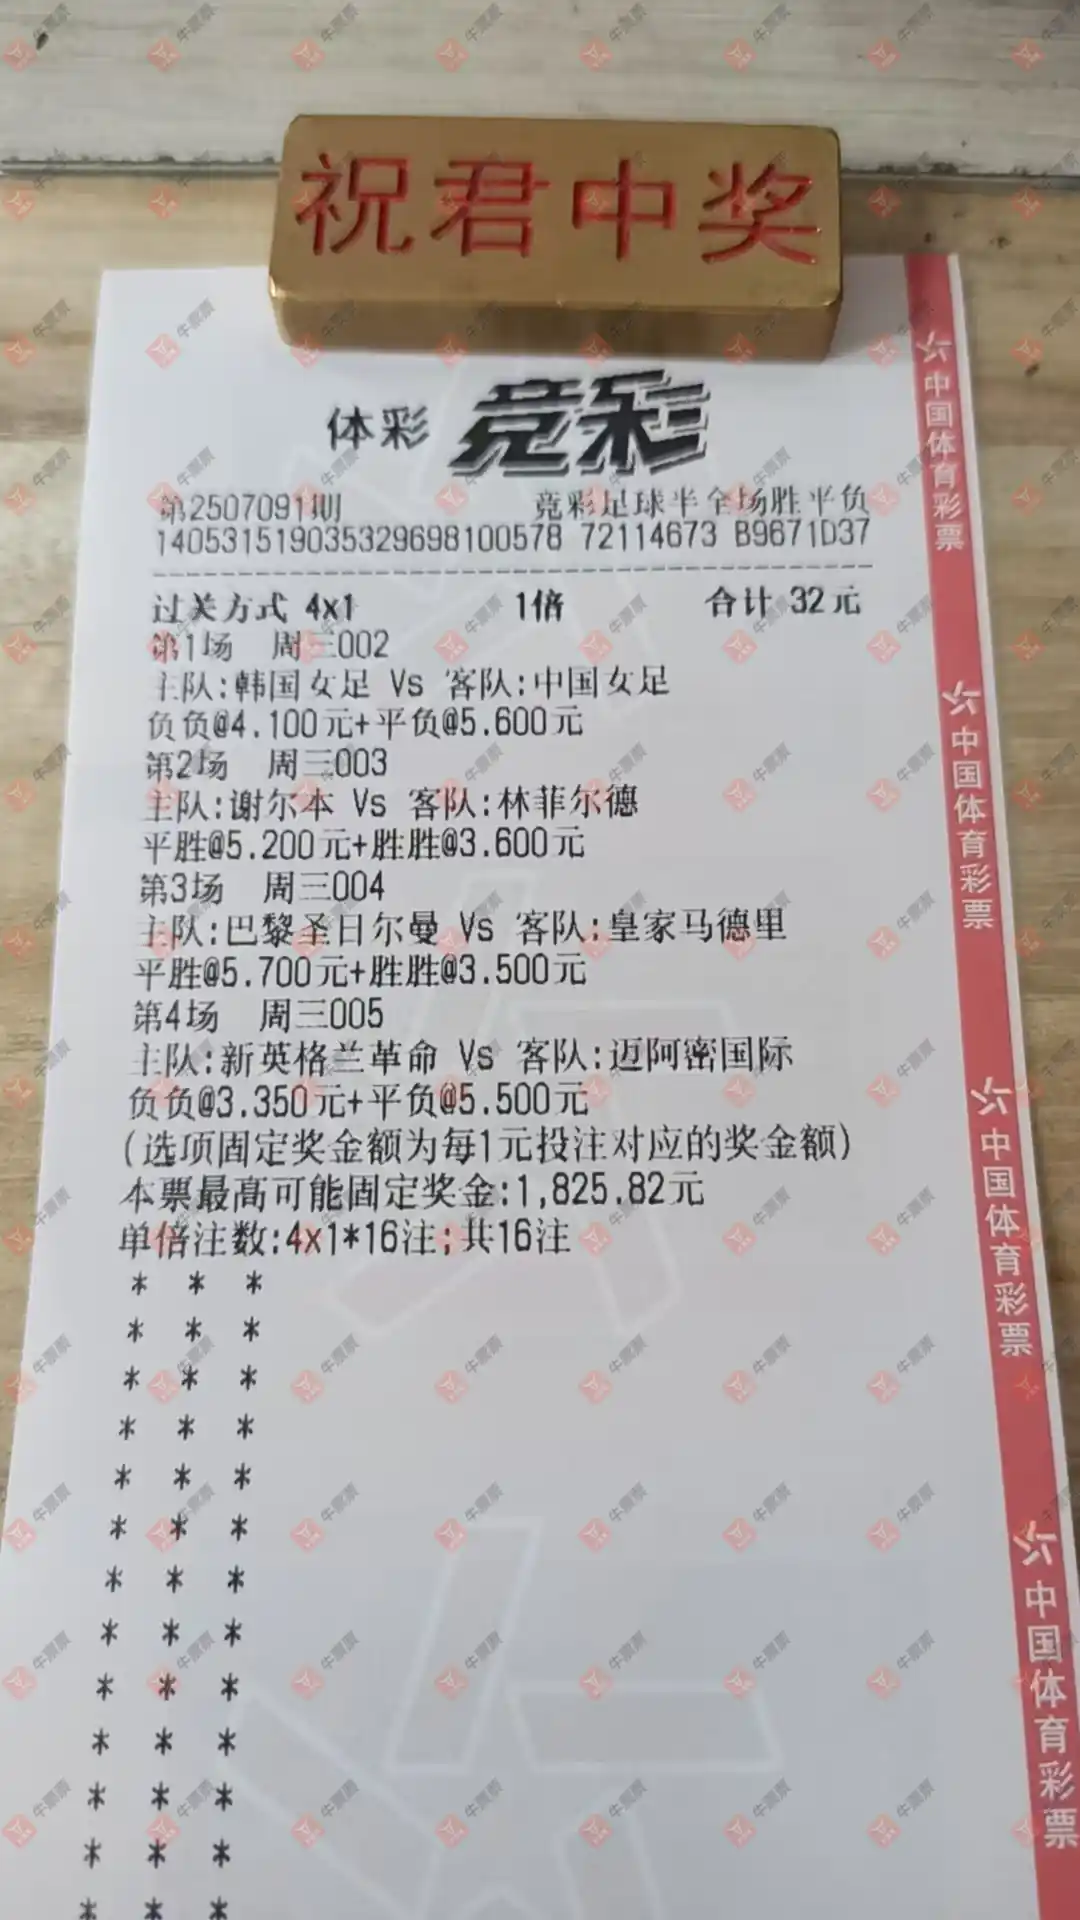 祝君中奖
体彩 竞彩
第2507091期 竞彩足球半全场胜平负
140531519035329698100578 72114673 B9671D37
过关方式 4x1 1倍 合计 32元
第1场 周三002
主队:韩国女足 Vs 客队:中国女足
负负@4.100元+平负@5.600元
第2场 周三003
主队:谢尔本 Vs 客队:林菲尔德
平胜@5.200元+胜胜@3.600元
第3场 周三004
主队:巴黎圣日尔曼 Vs 客队:皇家马德里
平胜@5.700元+胜胜@3.500元
第4场 周三005
主队:新英格兰革命 Vs 客队:迈阿密国际
负负@3.350元+平负@5.500元
(选项固定奖金额为每1元投注对应的奖金额)
本票最高可能固定奖金:1,825.82元
单倍注数:4x1*16注;共16注
* * *
* * *
* * *
* * *
* * *
* * *
* * *
* * *
* * *
* * *
* * *
* * *
* * *
中国体育彩票
中国体育彩票
中国体育彩票
中国体育彩票
牛票票